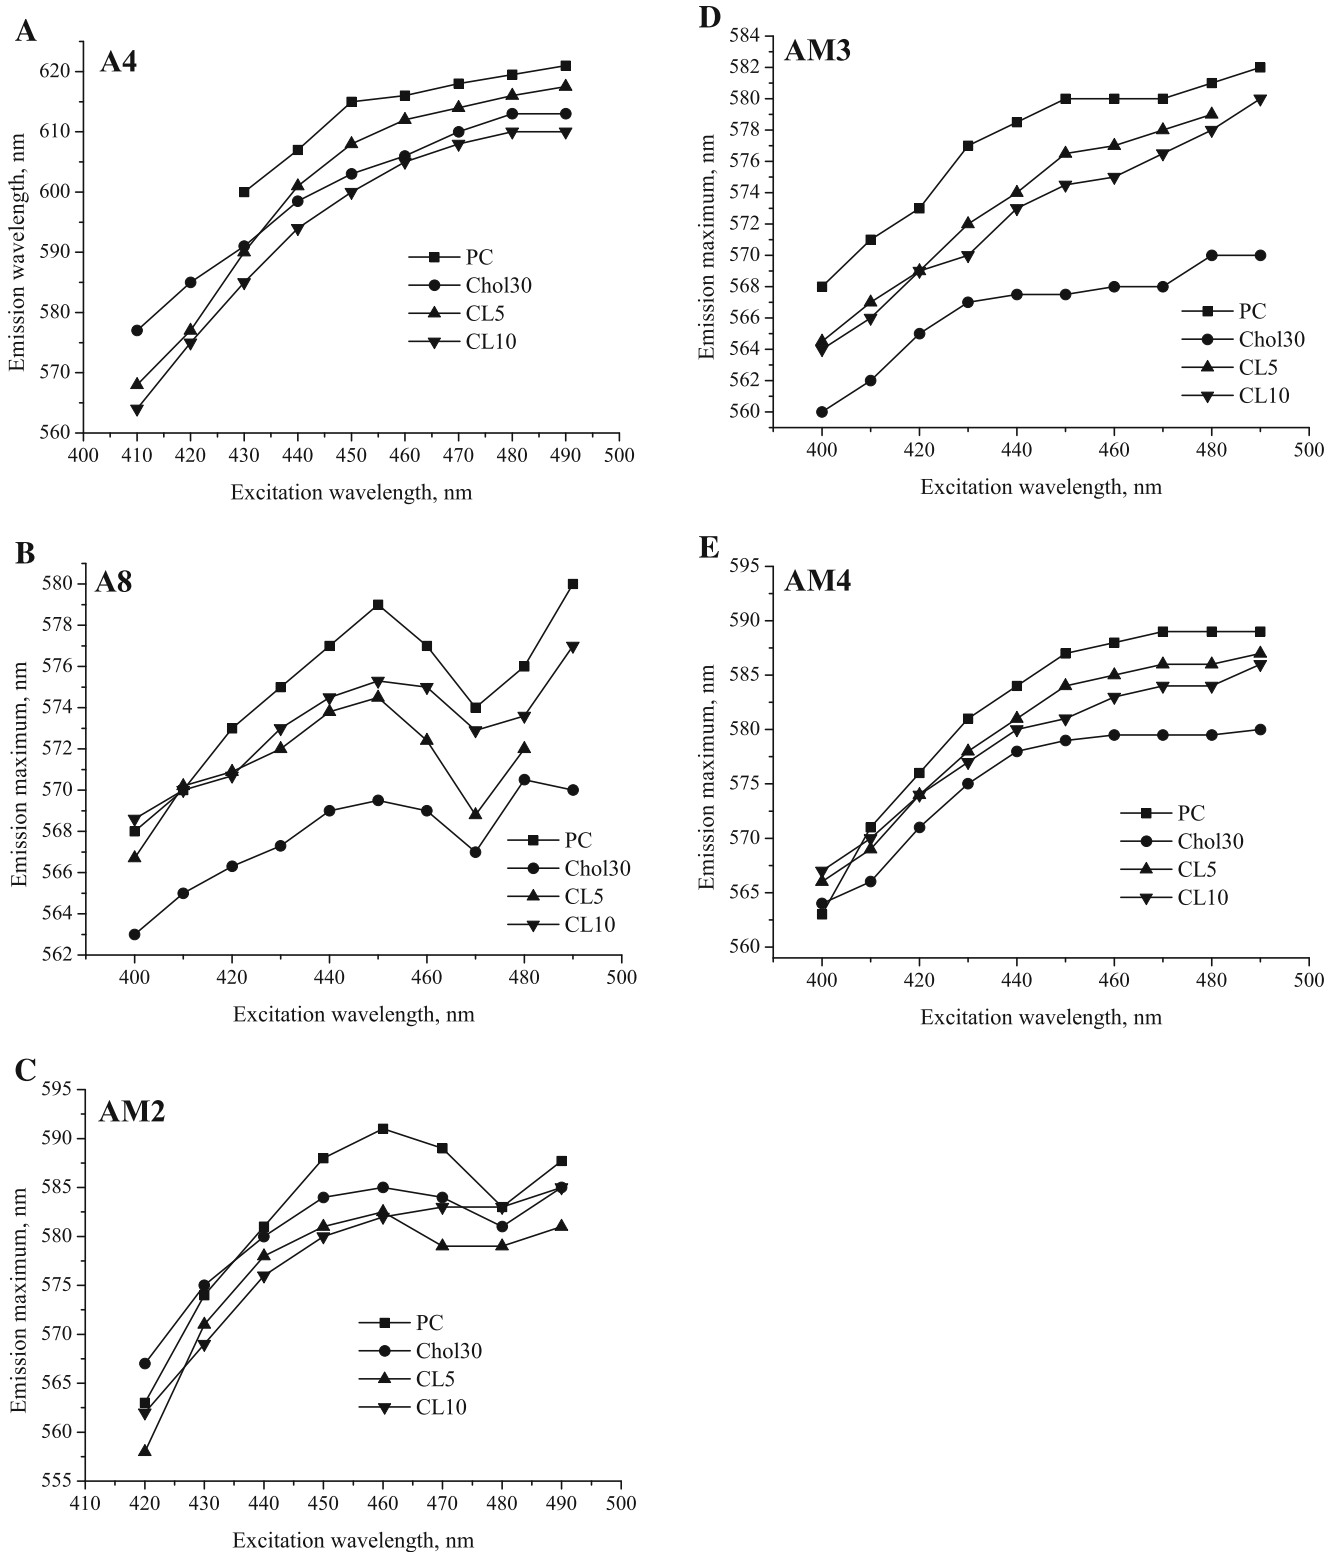 A
A4
Emission wavelength, nm
620
610
600
590
580
570
560
PC
Chol30
CL5
CL10
400 410 420 430 440 450 460 470 480 490 500
Excitation wavelength, nm
B
A8
Emission maximum, nm
580
578
576
574
572
570
568
566
564
562
PC
Chol30
CL5
CL10
400 420 440 460 480 500
Excitation wavelength, nm
C
AM2
Emission maximum, nm
595
590
585
580
575
570
565
560
555
PC
Chol30
CL5
CL10
410 420 430 440 450 460 470 480 490 500
Excitation wavelength, nm
D
AM3
Emission maximum, nm
584
582
580
578
576
574
572
570
568
566
564
562
560
PC
Chol30
CL5
CL10
400 420 440 460 480 500
Excitation wavelength, nm
E
AM4
Emission maximum, nm
595
590
585
580
575
570
565
560
PC
Chol30
CL5
CL10
400 420 440 460 480 500
Excitation wavelength, nm